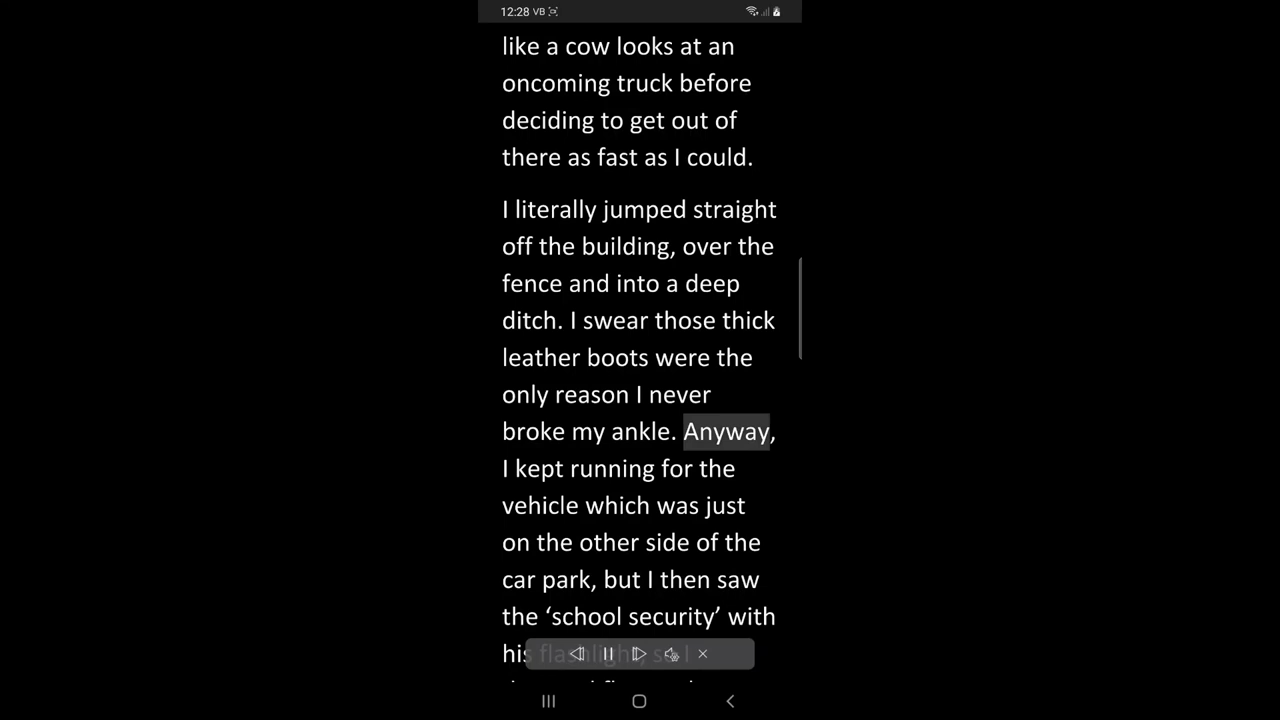 12:28 VB
like a cow looks at an
oncoming truck before
deciding to get out of
there as fast as I could.
I literally jumped straight
off the building, over the
fence and into a deep
ditch. I swear those thick
leather boots were the
only reason I never
broke my ankle. Anyway,
I kept running for the
vehicle which was just
on the other side of the
car park, but I then saw
the ‘school security’ with
his flashlight, so I